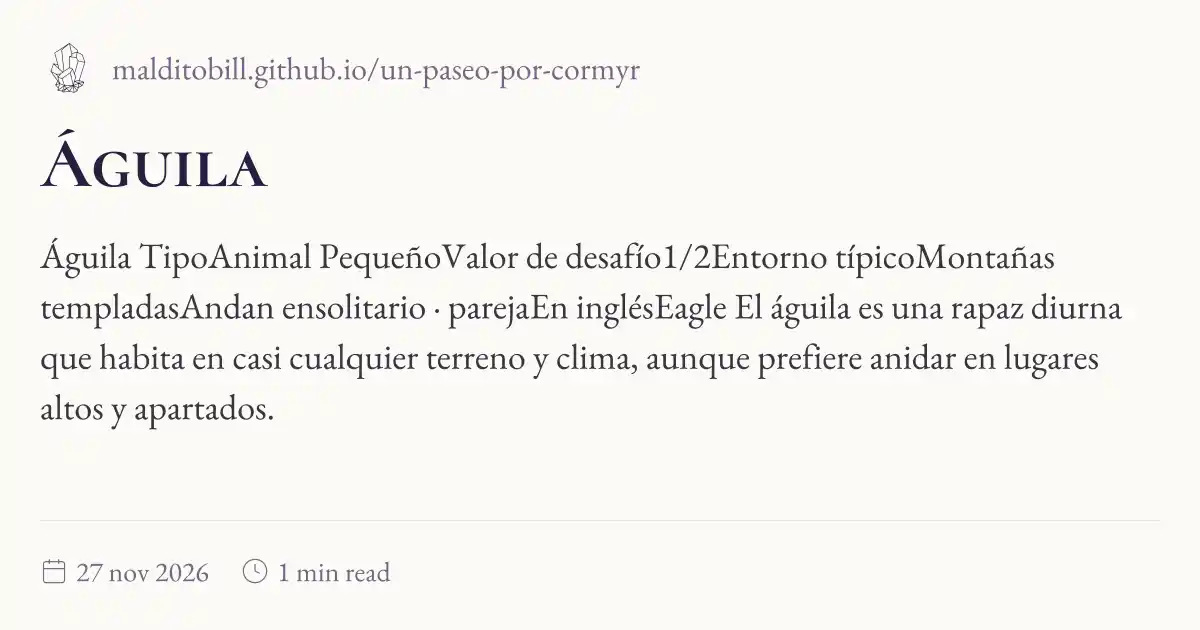 malditobill.github.io/un-paseo-por-cormyr
Águila
Águila TipoAnimal PequeñoValor de desafío1/2Entorno típicoMontañas
templadasAndan ensolitario · parejaEn inglésEagle El águila es una rapaz diurna
que habita en casi cualquier terreno y clima, aunque prefiere anidar en lugares
altos y apartados.
27 nov 2026
1 min read